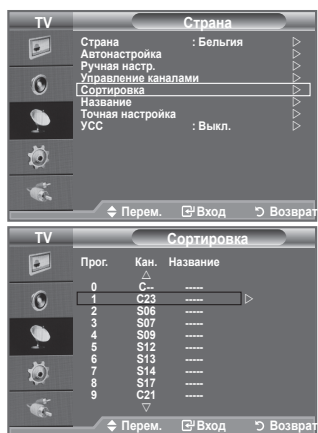 TV Страна
Страна : Бельгия
Автонастройка
Ручная настр.
Управление каналами
Сортировка
Название
Точная настройка
УСС : Выкл.
Перем. Вход Возврат
TV Сортировка
Прог. Кан. Название
0 C-- -----
1 C23 -----
2 S06 -----
3 S07 -----
4 S09 -----
5 S12 -----
6 S13 -----
7 S14 -----
8 S17 -----
9 C21 -----
Перем. Вход Возврат